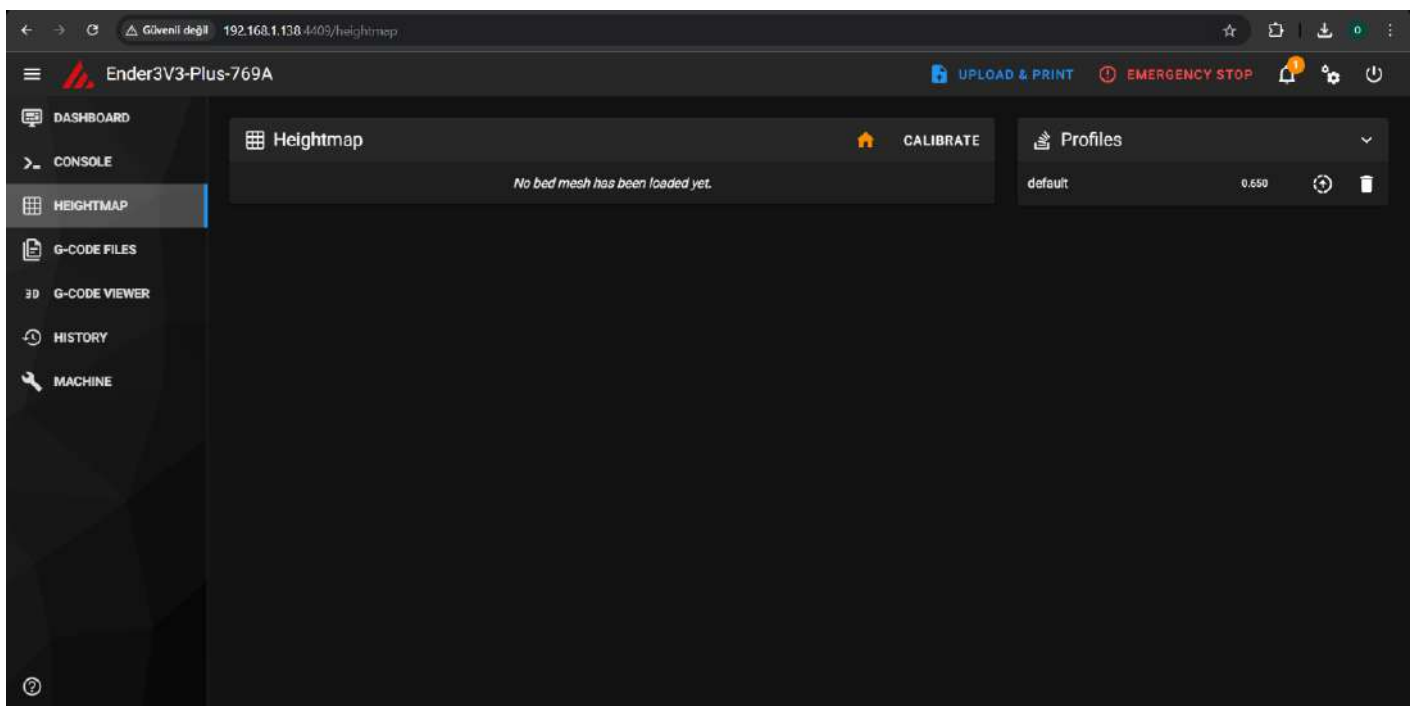 Güvenli değil 192.168.1.138:4409/heightmap
Ender3V3-Plus-769A
UPLOAD & PRINT
EMERGENCY STOP
1
DASHBOARD
CONSOLE
HEIGHTMAP
G-CODE FILES
3D G-CODE VIEWER
HISTORY
MACHINE
Heightmap
CALIBRATE
No bed mesh has been loaded yet.
Profiles
default 0.650